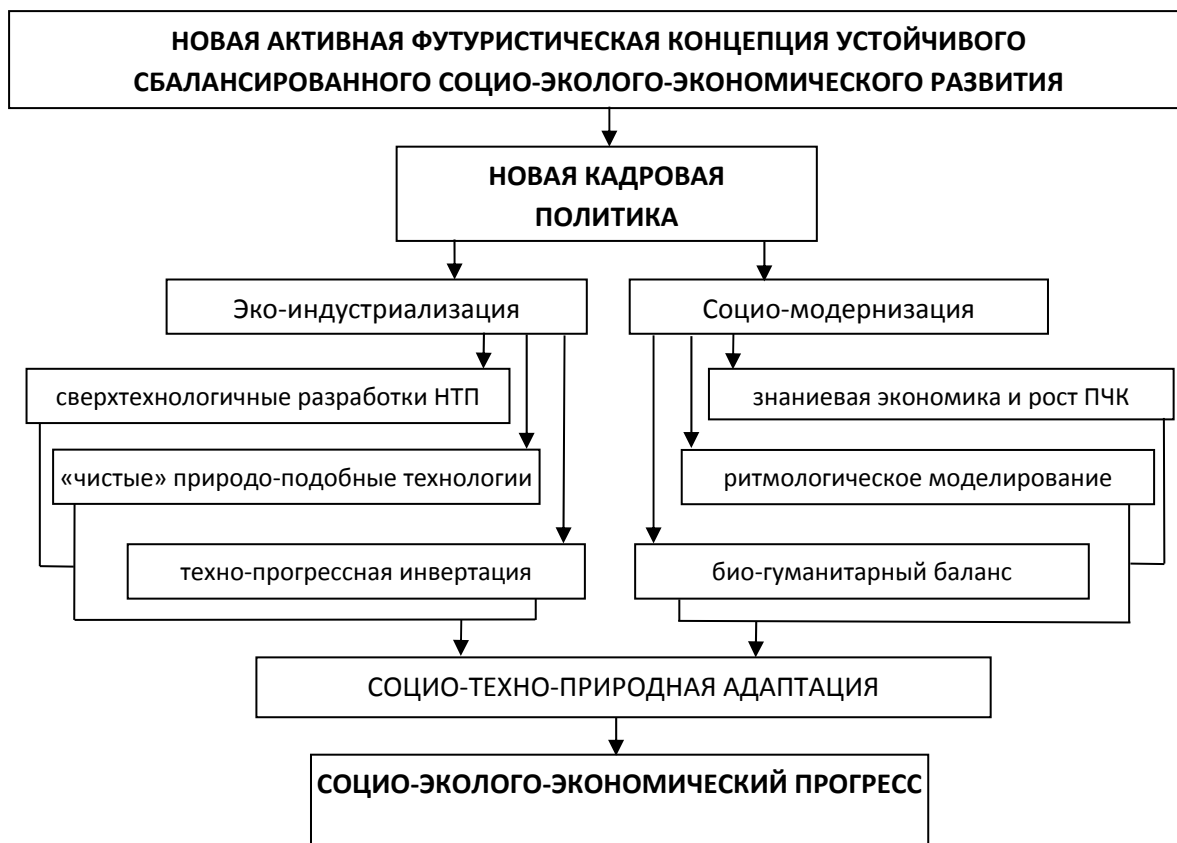 НОВАЯ АКТИВНАЯ ФУТУРИСТИЧЕСКАЯ КОНЦЕПЦИЯ УСТОЙЧИВОГО
СБАЛАНСИРОВАННОГО СОЦИО-ЭКОЛОГО-ЭКОНОМИЧЕСКОГО РАЗВИТИЯ
НОВАЯ КАДРОВАЯ
ПОЛИТИКА
Эко-индустриализация
Социо-модернизация
сверхтехнологичные разработки НТП
знаниевая экономика и рост ПЧК
«чистые» природо-подобные технологии
ритмологическое моделирование
техно-прогрессная инвертация
био-гуманитарный баланс
СОЦИО-ТЕХНО-ПРИРОДНАЯ АДАПТАЦИЯ
СОЦИО-ЭКОЛОГО-ЭКОНОМИЧЕСКИЙ ПРОГРЕСС